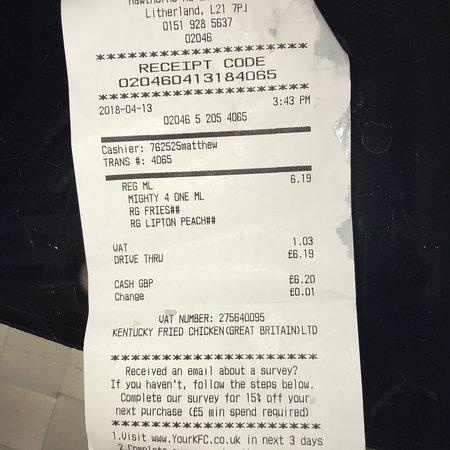 Litherland, L21 7PJ
0151 928 5637
02046
************************
RECEIPT CODE
020460413184065
************************
2018-04-13 3:43 PM
02046 5 205 4065
Cashier: 762525matthew
TRANS #: 4065
REG ML 6.19
MIGHTY 4 ONE ML
RG FRIES##
RG LIPTON PEACH##
VAT 1.03
DRIVE THRU £6.19
CASH GBP £6.20
Change £0.01
VAT NUMBER: 275640095
KENTUCKY FRIED CHICKEN(GREAT BRITAIN)LTD
************************
Received an email about a survey?
If you haven't, follow the steps below.
Complete our survey for 15% off your
next purchase (£5 min spend required)
************************
1.Visit www.YourKFC.co.uk in next 3 days